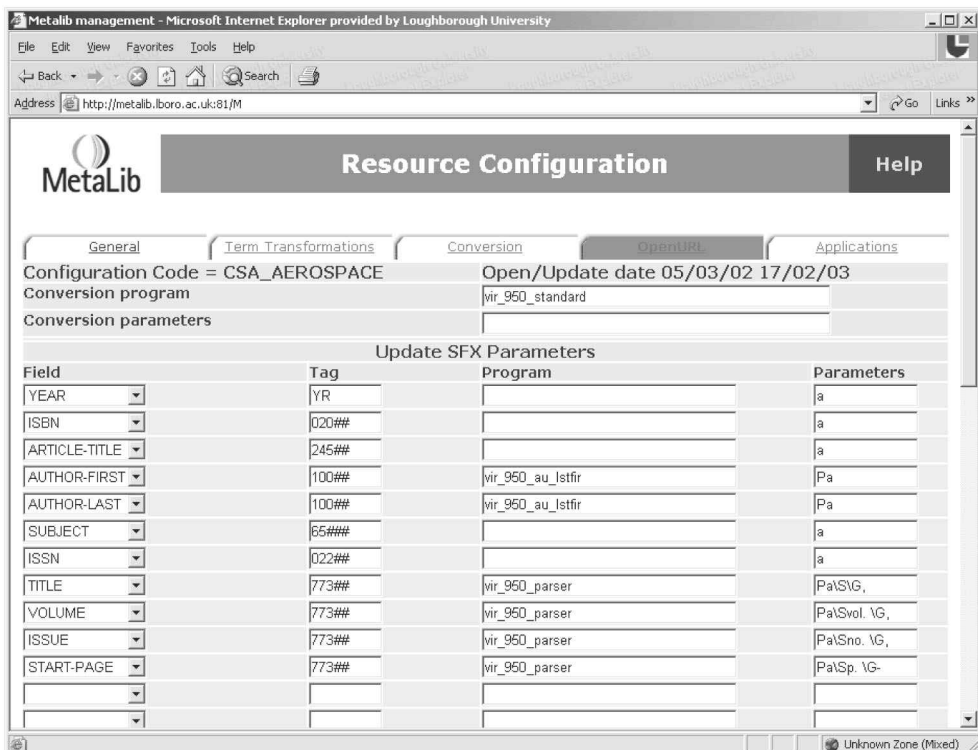 Metalib management - Microsoft Internet Explorer provided by Loughborough University
File Edit View Favorites Tools Help
Back Search
Address http://metalib.lboro.ac.uk:81/M Go Links »
MetaLib Resource Configuration Help
General Term Transformations Conversion OpenURL Applications
Configuration Code = CSA_AEROSPACE Open/Update date 05/03/02 17/02/03
Conversion program vir_950_standard
Conversion parameters
Update SFX Parameters
Field Tag Program Parameters
YEAR YR a
ISBN 020## a
ARTICLE-TITLE 245## a
AUTHOR-FIRST 100## vir_950_au_lstfir Pa
AUTHOR-LAST 100## vir_950_au_lstfir Pa
SUBJECT 65### a
ISSN 022## a
TITLE 773## vir_950_parser Pa\S\G,
VOLUME 773## vir_950_parser Pa\Svol. \G,
ISSUE 773## vir_950_parser Pa\Sno. \G,
START-PAGE 773## vir_950_parser Pa\Sp. \G-
Unknown Zone (Mixed)